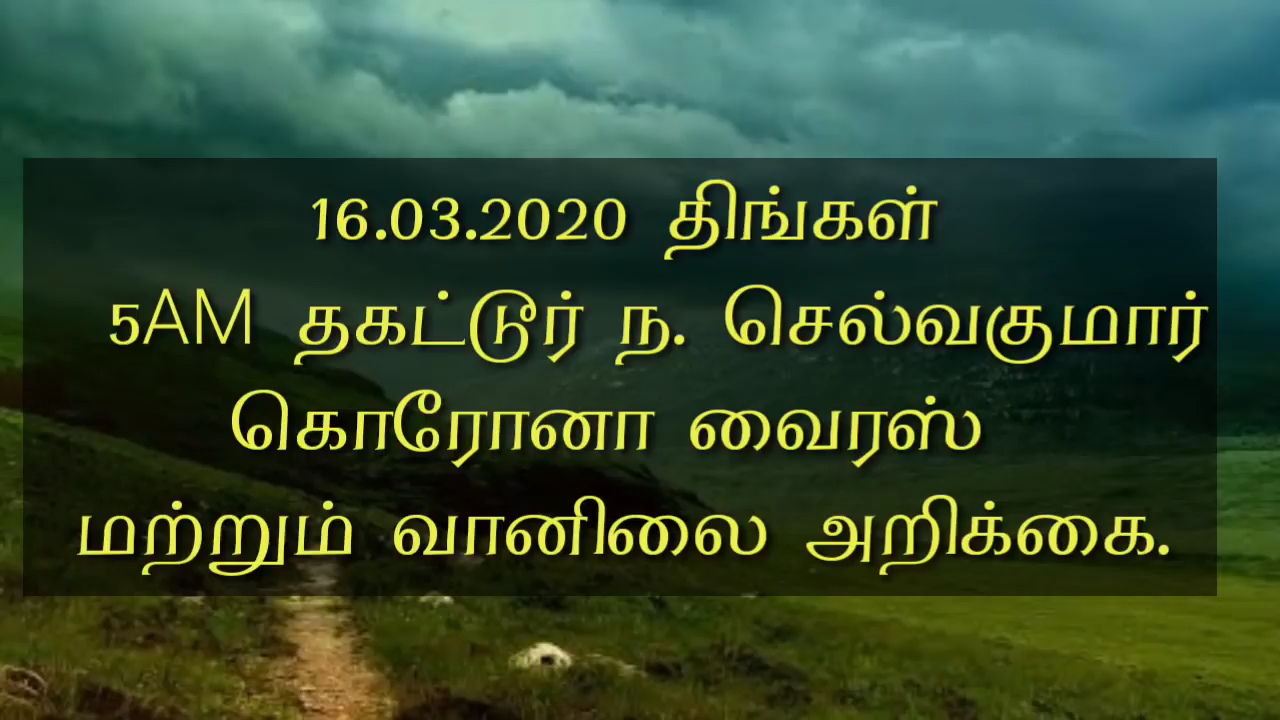 16.03.2020 திங்கள்
5AM தகட்டூர் ந. செல்வகுமார்
கொரோனா வைரஸ்
மற்றும் வானிலை அறிக்கை.